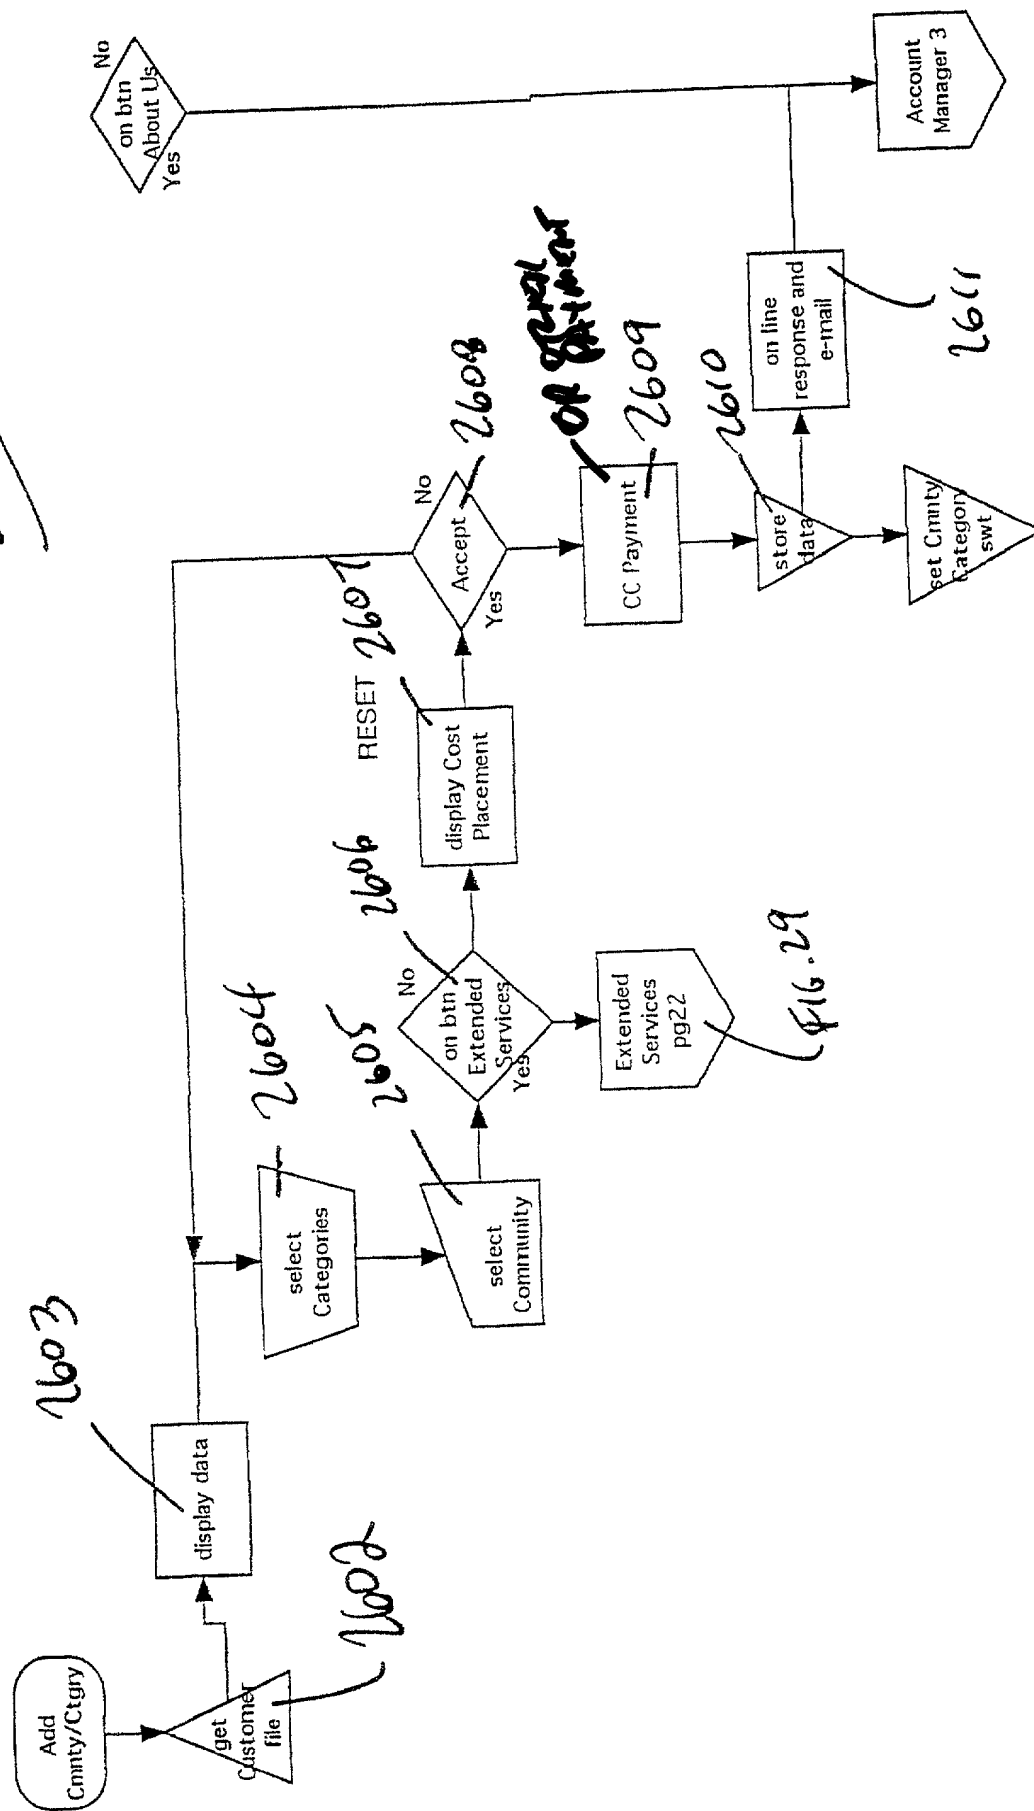 Add
Cmnty/Ctgry
get
Customer
file
2602
display data
2603
select
Categories
2604
select
Community
2605
on btn
Extended
Services
No
Yes
2606
Extended
Services
pg22
FIG.29
display Cost
Placement
RESET
2607
Accept
No
Yes
2608
CC Payment
OR OTHER
PAYMENT
2609
store
data
2610
set Cmnty
Category
swt
on line
response and
e-mail
2611
on btn
About Us
No
Yes
Account
Manager 3